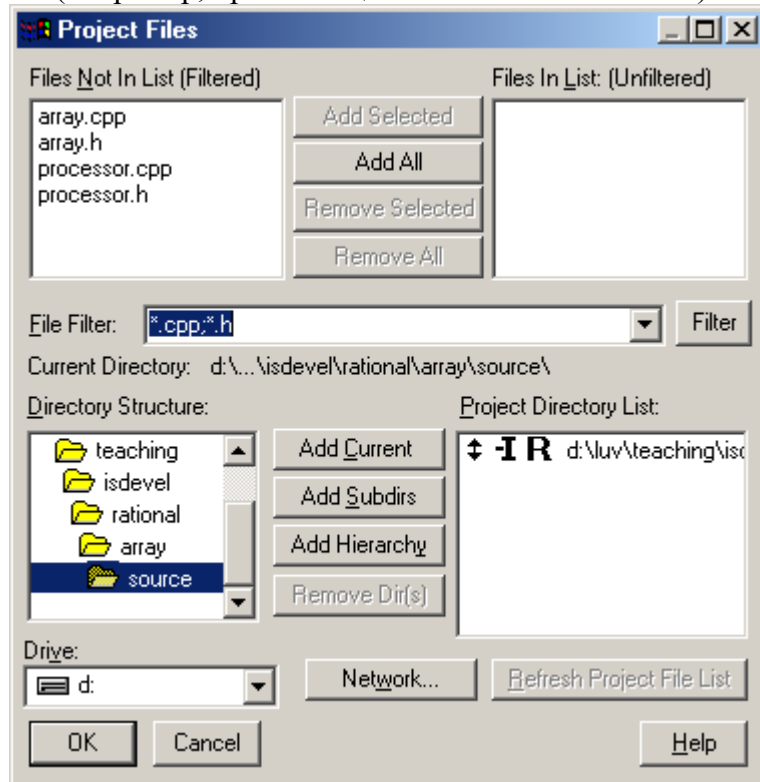 Project Files
Files Not In List (Filtered)
Files In List: (Unfiltered)
array.cpp
array.h
processor.cpp
processor.h
Add Selected
Add All
Remove Selected
Remove All
File Filter:
*.cpp;*.h
Filter
Current Directory: d:\...\isdevel\rational\array\source\
Directory Structure:
Project Directory List:
teaching
isdevel
rational
array
source
Add Current
Add Subdirs
Add Hierarchy
Remove Dir(s)
-I R d:\luv\teaching\isd
Drive:
d:
Network...
Refresh Project File List
OK
Cancel
Help